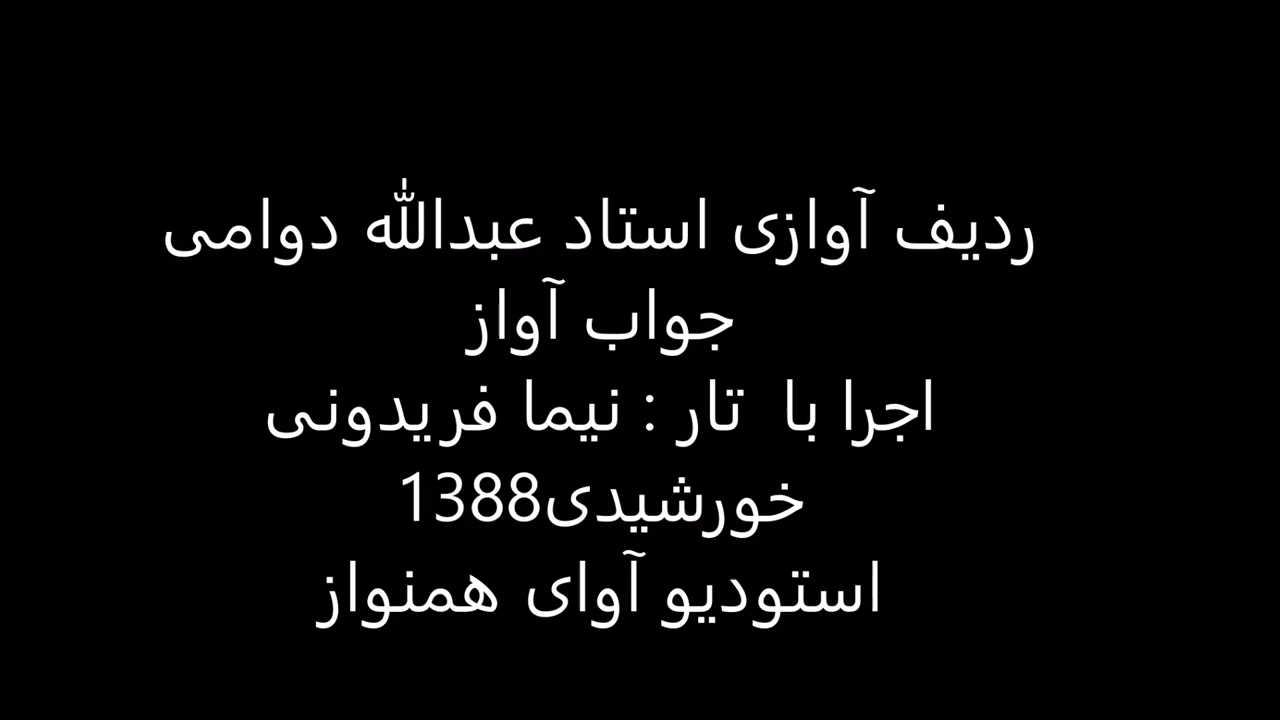 ردیف آوازی استاد عبدالله دوامی
جواب آواز
اجرا با  تار : نیما فریدونی
خورشیدی1388
استودیو آوای همنواز